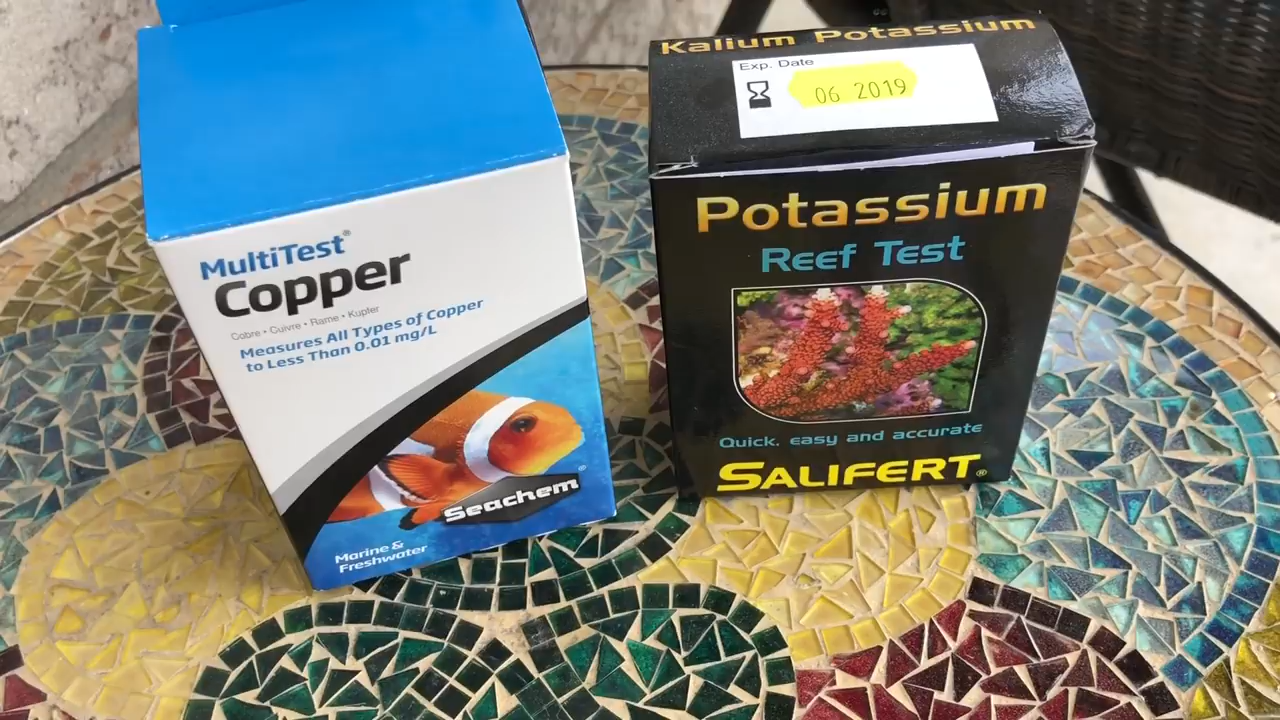 MultiTest®
Copper
Cobre • Cuivre • Rame • Kupfer
Measures All Types of Copper
to Less Than 0.01 mg/L
Seachem®
Marine &
Freshwater
Kalium Potassium
Exp. Date
06 2019
Potassium
Reef Test
Quick, easy and accurate
SALIFERT®